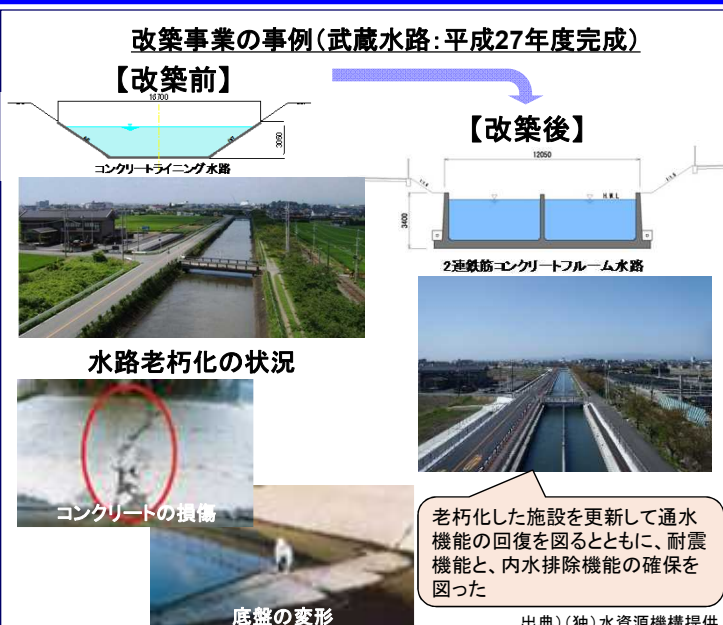 改築事業の事例(武蔵水路:平成27年度完成)
【改築前】
16700
3050
コンクリートライニング水路
【改築後】
12050
H.W.L
3400
2連鉄筋コンクリートフルーム水路
水路老朽化の状況
コンクリートの損傷
底盤の変形
老朽化した施設を更新して通水
機能の回復を図るとともに、耐震
機能と、内水排除機能の確保を
図った
出典)(独)水資源機構提供